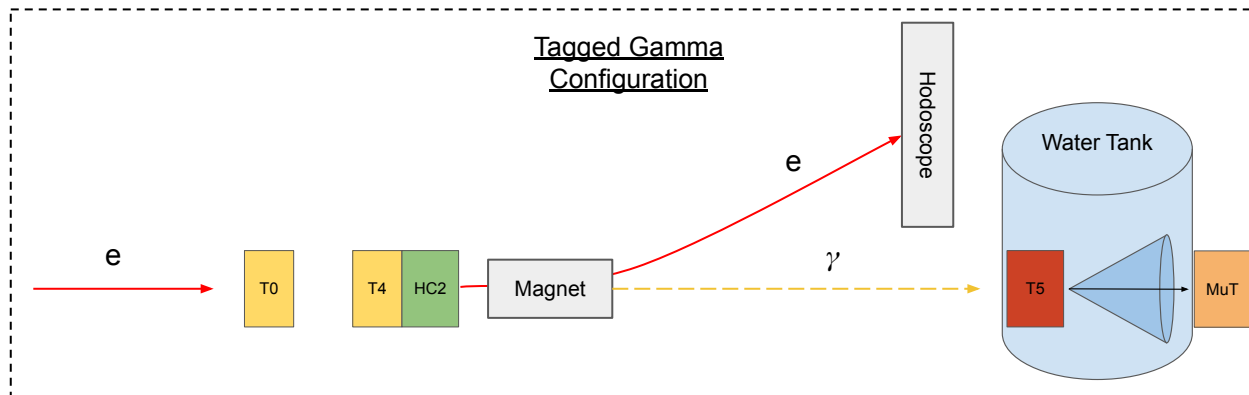 Tagged Gamma
Configuration
Hodoscope
Water Tank
e
e
γ
T0
T4
HC2
Magnet
T5
MuT